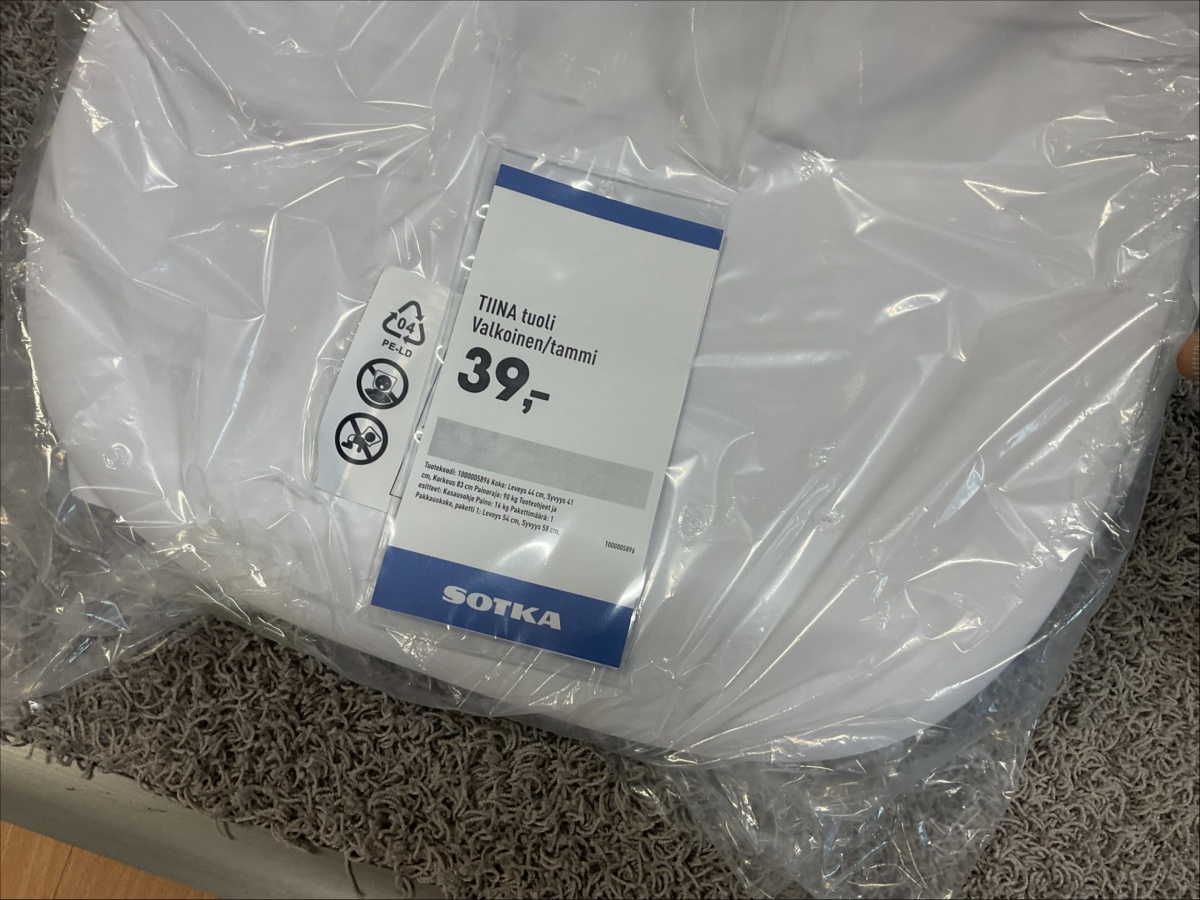 TIINA tuoli
Valkoinen/tammi
39,-
Tuotekoodi: 1000005896 Koko: Leveys 44 cm, Syvyys 41
cm, Korkeus 83 cm Painoraja: 90 kg Tuoteohjeet ja
esitteet: Kasausohje Paino: 16 kg Pakettimäärä: 1
Pakkauskoko, paketti 1: Leveys 54 cm, Syvyys 58 cm,
1000005896
SOTKA
04
PE-LD